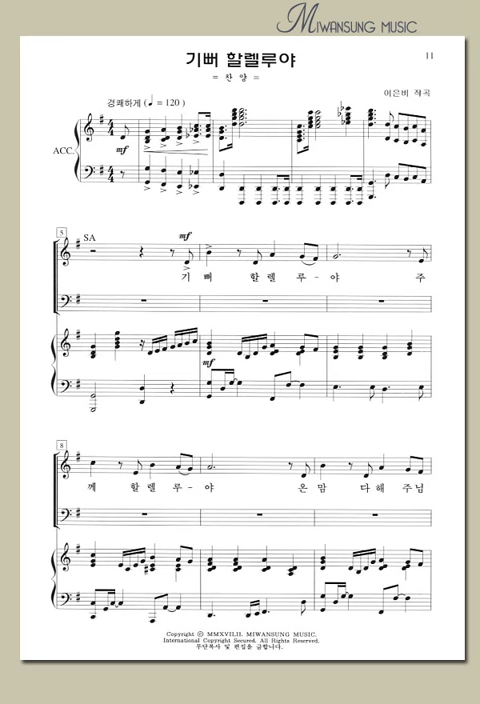 MIWANSUNG MUSIC
기뻐 할렐루야
11
= 찬 양 =
이은비 작곡
경쾌하게 (♩ = 120)
ACC.
mf
5
SA
mf
기 뻐 할 렐 루 - 야 주
mf
8
께 할 렐 루 - 야 온 맘 다 해 주 님
Copyright © MMXVILII. MIWANSUNG MUSIC.
International Copyright Secured. All Rights Reserved.
무단복사 및 편집을 금합니다.